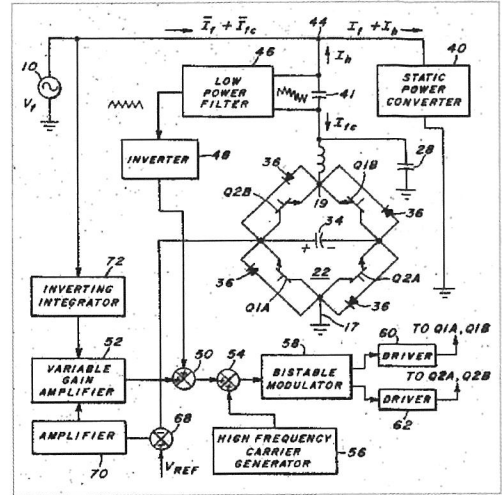 Ī_f + Ī_fc
44
I_f + I_h
46
I_h
40
10
LOW POWER FILTER
41
STATIC POWER CONVERTER
V_f
I_fc
INVERTER
48
36
Q1B
28
Q2B
19
36
34
+ −
72
36
22
INVERTING INTEGRATOR
Q1A
Q2A
36
52
17
58
60
TO Q1A, Q1B
VARIABLE GAIN AMPLIFIER
50
54
BISTABLE MODULATOR
DRIVER
TO Q2A, Q2B
DRIVER
68
62
AMPLIFIER
HIGH FREQUENCY CARRIER GENERATOR
70
V_REF
56